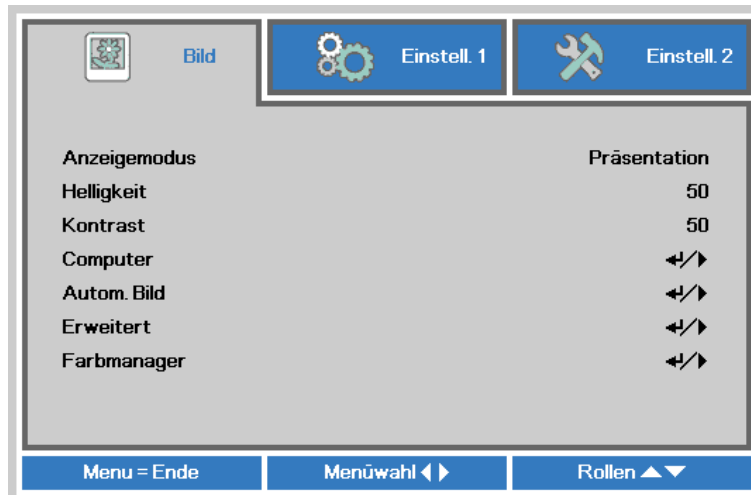 Bild Einstell. 1 Einstell. 2
Anzeigemodus Präsentation
Helligkeit 50
Kontrast 50
Computer ↵/▶
Autom. Bild ↵/▶
Erweitert ↵/▶
Farbmanager ↵/▶
Menu = Ende Menüwahl ◀ ▶ Rollen ▲▼